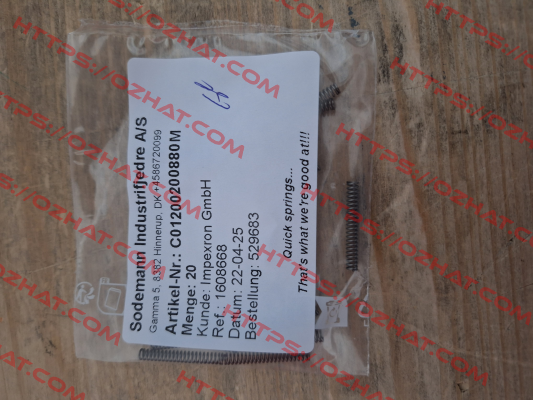 Sodemann Industrifjedre A/S
Gamma 5, 8382 Hinnerup, DK, +4586720099
Artikel-Nr.: C01200200880M
Menge: 20
Kunde: Impexron GmbH
Ref.: 1608668
Datum: 22-04-25
Bestellung: 529683
Quick springs...
That's what we're good at!!!
HTTPS://OZHAT.COM